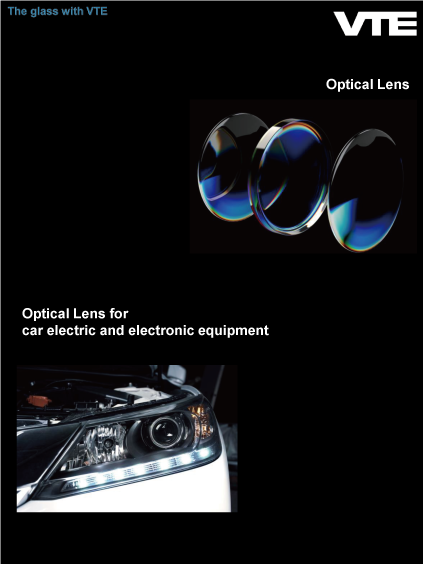 The glass with VTE
VTE
Optical Lens
Optical Lens for
car electric and electronic equipment